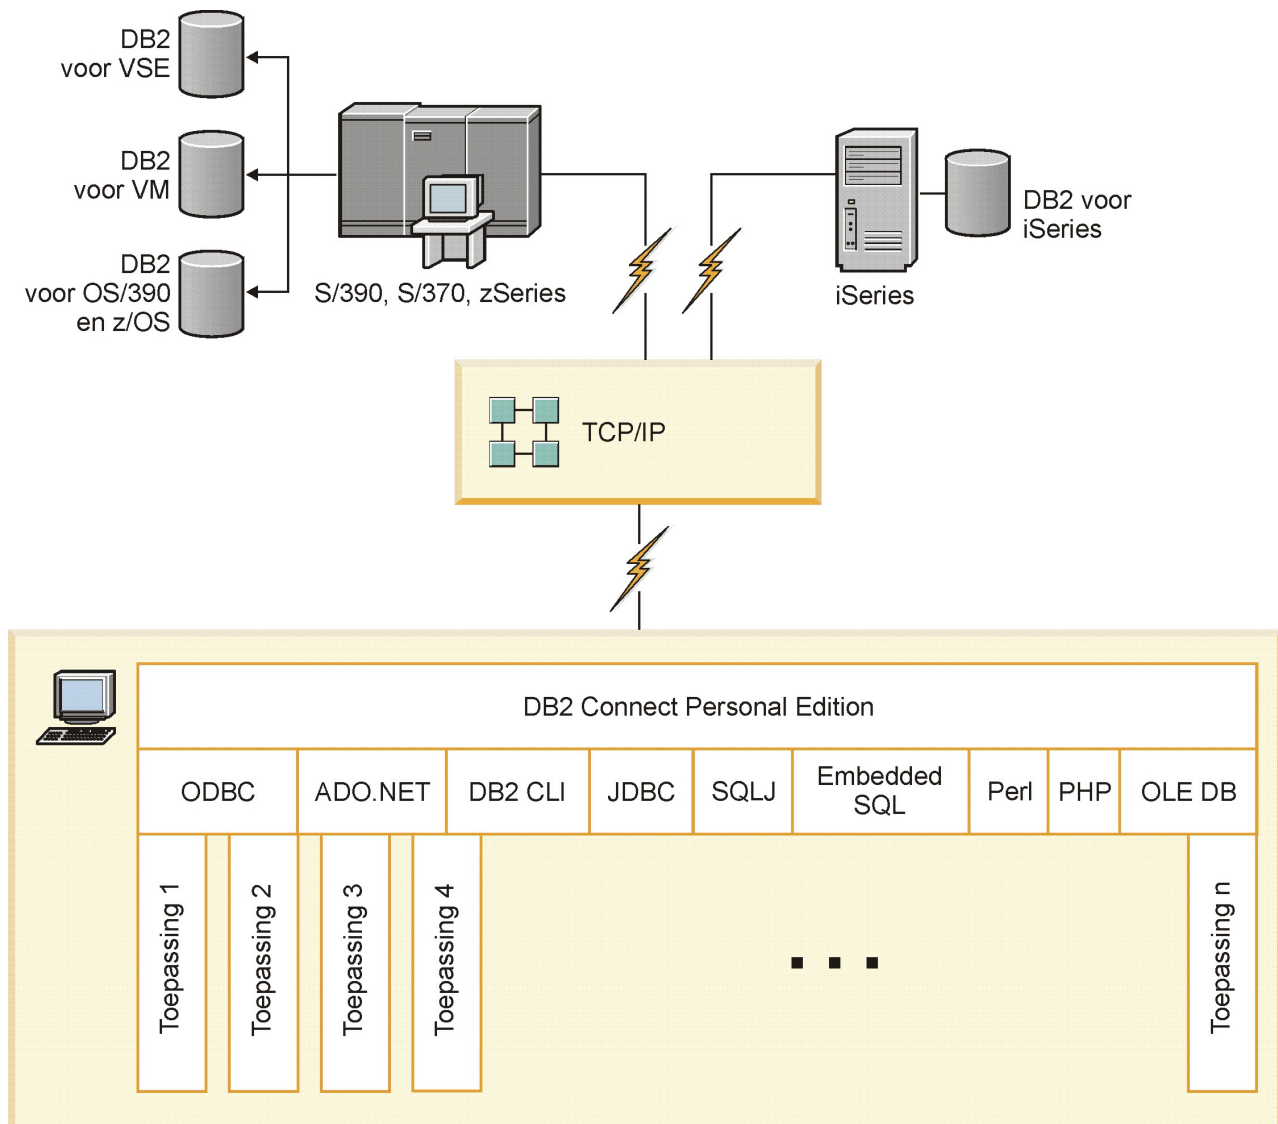 DB2
voor VSE
DB2
voor VM
DB2
voor OS/390
en z/OS
S/390, S/370, zSeries
DB2 voor
iSeries
iSeries
TCP/IP
DB2 Connect Personal Edition
ODBC
ADO.NET
DB2 CLI
JDBC
SQLJ
Embedded
SQL
Perl
PHP
OLE DB
Toepassing 1
Toepassing 2
Toepassing 3
Toepassing 4
Toepassing n